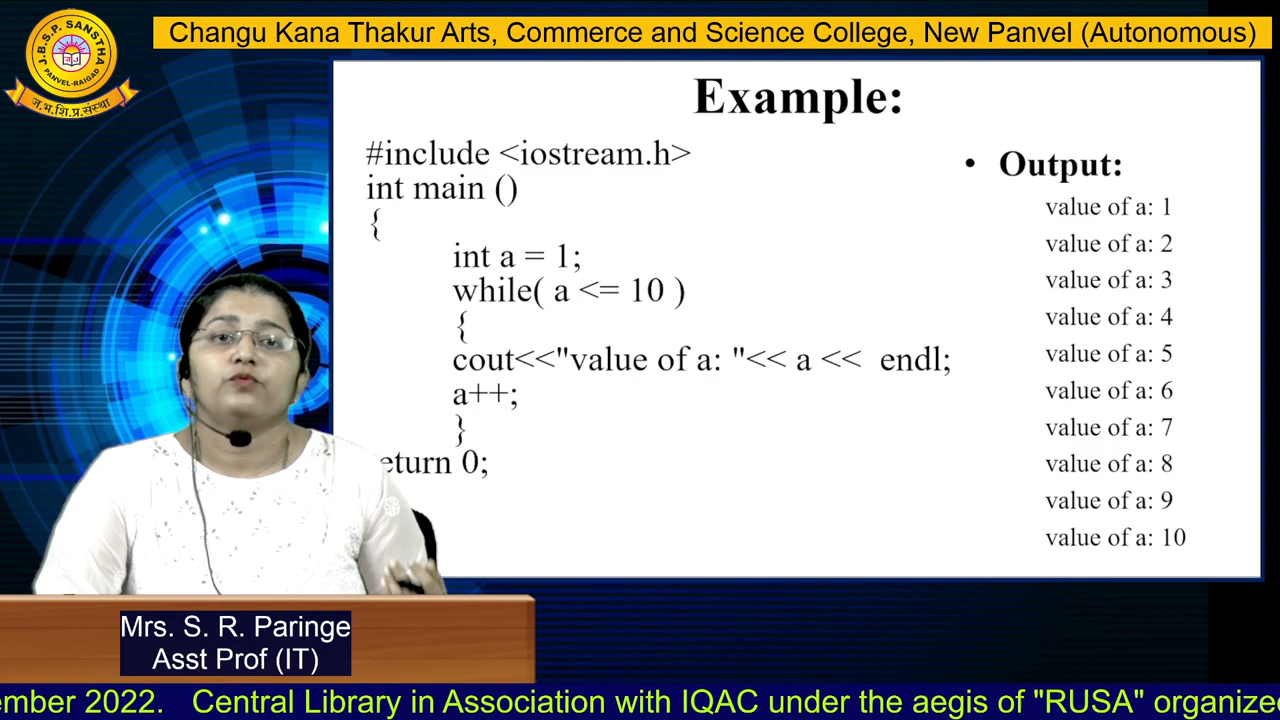 Changu Kana Thakur Arts, Commerce and Science College, New Panvel (Autonomous)
J.B.S.P. SANSTHA
PANVEL-RAIGAD
ज.भ.शि.प्र.संस्था
Example:
#include <iostream.h>
int main ()
{
int a = 1;
while( a <= 10 )
{
cout<<"value of a: "<< a << endl;
a++;
}
eturn 0;
• Output:
value of a: 1
value of a: 2
value of a: 3
value of a: 4
value of a: 5
value of a: 6
value of a: 7
value of a: 8
value of a: 9
value of a: 10
Mrs. S. R. Paringe
Asst Prof (IT)
ember 2022. Central Library in Association with IQAC under the aegis of "RUSA" organize